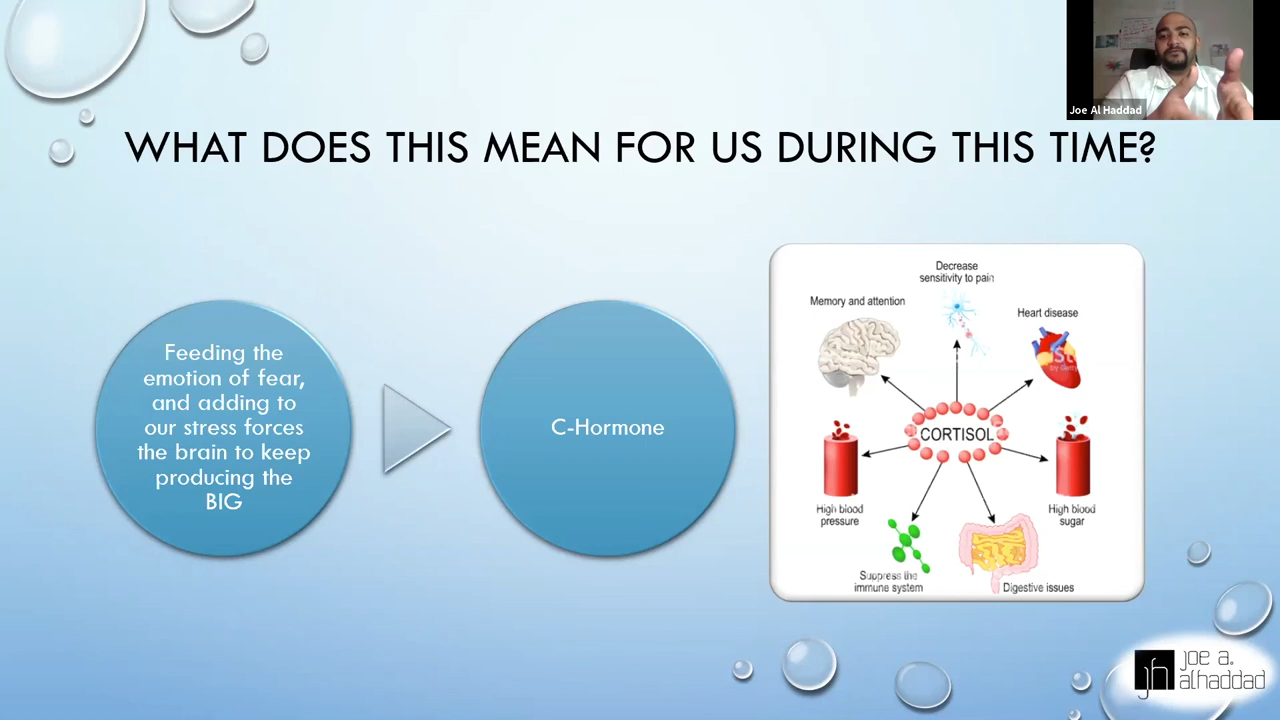 Joe Al Haddad
WHAT DOES THIS MEAN FOR US DURING THIS TIME?
Feeding the
emotion of fear,
and adding to
our stress forces
the brain to keep
producing the
BIG
C-Hormone
Decrease
sensitivity to pain
Memory and attention
Heart disease
CORTISOL
High blood
pressure
High blood
sugar
Suppress the
immune system
Digestive issues
jh
joe a.
alhaddad